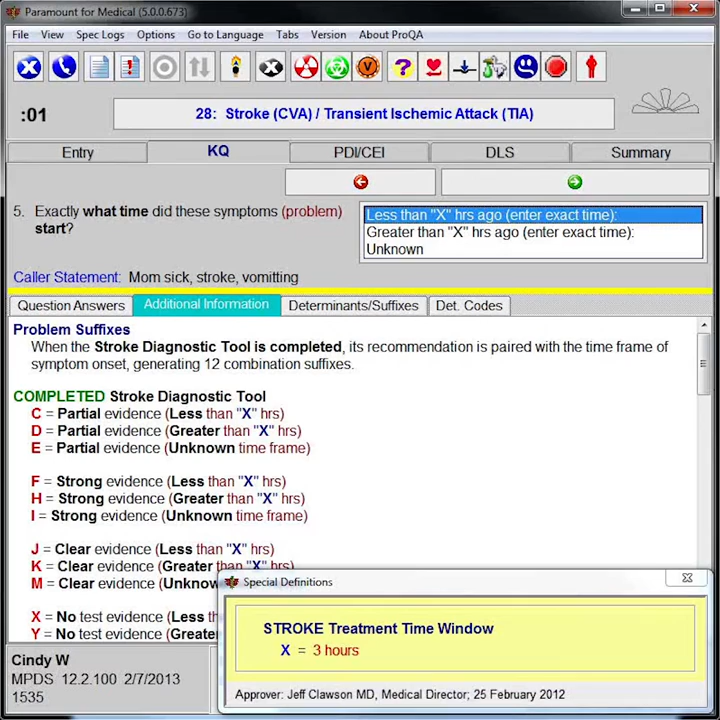 Paramount for Medical (5.0.0.673)
File View Spec Logs Options Go to Language Tabs Version About ProQA
V ?
:01
28: Stroke (CVA) / Transient Ischemic Attack (TIA)
Entry KQ PDI/CEI DLS Summary
5. Exactly what time did these symptoms (problem)
start?
Less than "X" hrs ago (enter exact time):
Greater than "X" hrs ago (enter exact time):
Unknown
Caller Statement: Mom sick, stroke, vomitting
Question Answers Additional Information Determinants/Suffixes Det. Codes
Problem Suffixes
When the Stroke Diagnostic Tool is completed, its recommendation is paired with the time frame of
symptom onset, generating 12 combination suffixes.
COMPLETED Stroke Diagnostic Tool
C = Partial evidence (Less than "X" hrs)
D = Partial evidence (Greater than "X" hrs)
E = Partial evidence (Unknown time frame)
F = Strong evidence (Less than "X" hrs)
H = Strong evidence (Greater than "X" hrs)
I = Strong evidence (Unknown time frame)
J = Clear evidence (Less than "X" hrs)
K = Clear evidence (Greater than "X" hrs)
M = Clear evidence (Unknow
X = No test evidence (Less th
Y = No test evidence (Greater
Special Definitions
STROKE Treatment Time Window
X = 3 hours
Approver: Jeff Clawson MD, Medical Director; 25 February 2012
Cindy W
MPDS 12.2.100 2/7/2013
1535